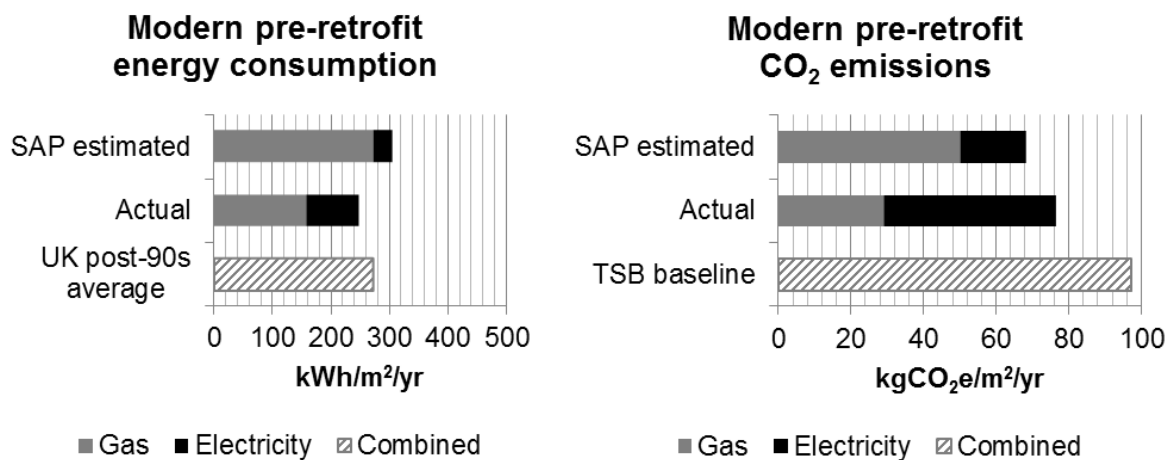 Modern pre-retrofit
energy consumption
SAP estimated
Actual
UK post-90s
average
0 100 200 300 400 500
kWh/m²/yr
Gas Electricity Combined
Modern pre-retrofit
CO₂ emissions
SAP estimated
Actual
TSB baseline
0 20 40 60 80 100
kgCO₂e/m²/yr
Gas Electricity Combined